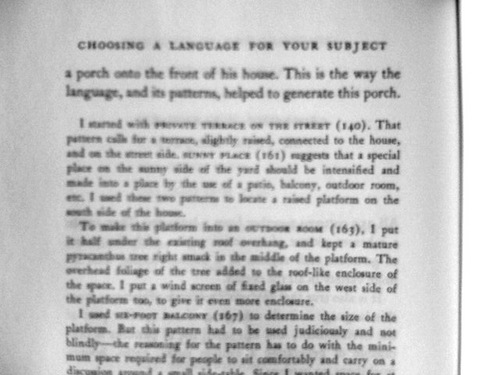 CHOOSING A LANGUAGE FOR YOUR SUBJECT
a porch onto the front of his house. This is the way the
language, and its patterns, helped to generate this porch.
I started with PRIVATE TERRACE ON THE STREET (140). That
pattern calls for a terrace, slightly raised, connected to the house,
and on the street side. SUNNY PLACE (161) suggests that a special
place on the sunny side of the yard should be intensified and
made into a place by the use of a patio, balcony, outdoor room,
etc. I used these two patterns to locate a raised platform on the
south side of the house.
To make this platform into an OUTDOOR ROOM (163), I put
it half under the existing roof overhang, and kept a mature
pyracanthus tree right smack in the middle of the platform. The
overhead foliage of the tree added to the roof-like enclosure of
the space. I put a wind screen of fixed glass on the west side of
the platform too, to give it even more enclosure.
I used SIX-FOOT BALCONY (167) to determine the size of the
platform. But this pattern had to be used judiciously and not
blindly—the reasoning for the pattern has to do with the mini-
mum space required for people to sit comfortably and carry on a
discussion around a small side-table. Since I wanted space for at